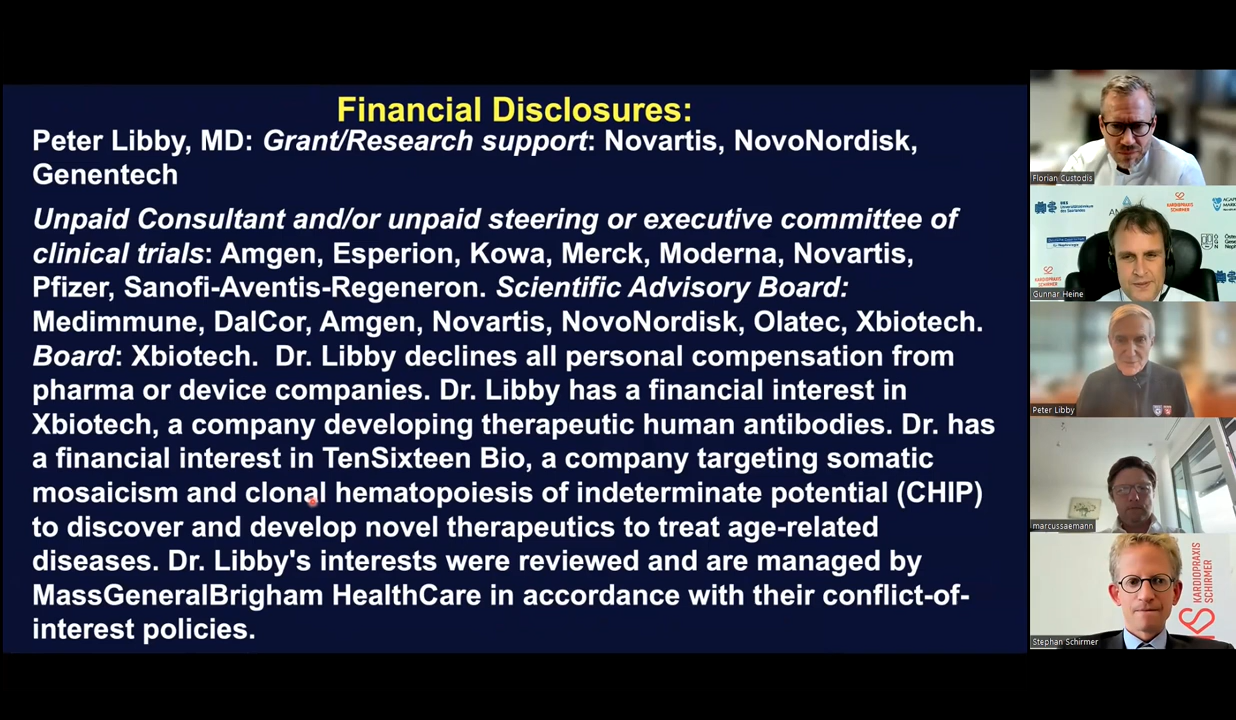 Financial Disclosures:
Peter Libby, MD: Grant/Research support: Novartis, NovoNordisk,
Genentech
Unpaid Consultant and/or unpaid steering or executive committee of
clinical trials: Amgen, Esperion, Kowa, Merck, Moderna, Novartis,
Pfizer, Sanofi-Aventis-Regeneron. Scientific Advisory Board:
Medimmune, DalCor, Amgen, Novartis, NovoNordisk, Olatec, Xbiotech.
Board: Xbiotech. Dr. Libby declines all personal compensation from
pharma or device companies. Dr. Libby has a financial interest in
Xbiotech, a company developing therapeutic human antibodies. Dr. has
a financial interest in TenSixteen Bio, a company targeting somatic
mosaicism and clonal hematopoiesis of indeterminate potential (CHIP)
to discover and develop novel therapeutics to treat age-related
diseases. Dr. Libby's interests were reviewed and are managed by
MassGeneralBrigham HealthCare in accordance with their conflict-of-
interest policies.
Florian Custodis
KARDIOPRAXIS
SCHIRMER
KARDIOPRAXIS
SCHIRMER
Gunnar Heine
Peter Libby
marcussaemann
KARDIOPRAXIS
SCHIRMER
Stephan Schirmer